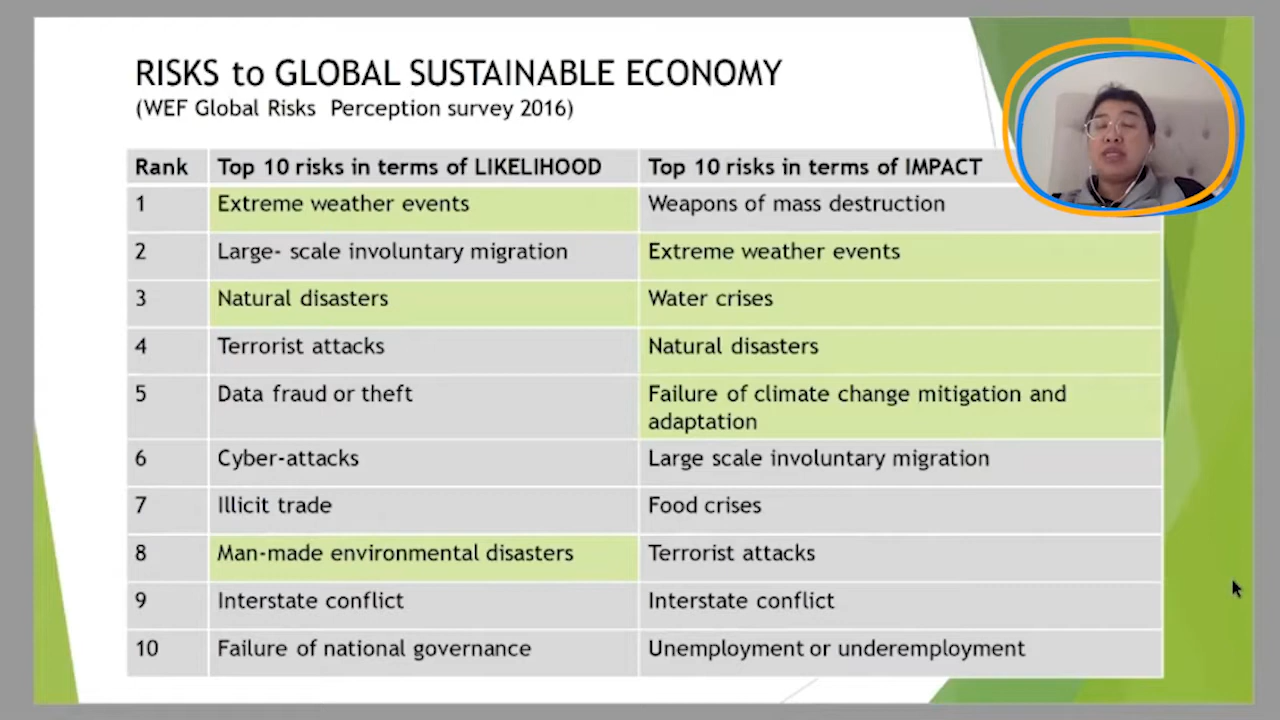 RISKS to GLOBAL SUSTAINABLE ECONOMY
(WEF Global Risks Perception survey 2016)
Rank Top 10 risks in terms of LIKELIHOOD Top 10 risks in terms of IMPACT
1 Extreme weather events Weapons of mass destruction
2 Large- scale involuntary migration Extreme weather events
3 Natural disasters Water crises
4 Terrorist attacks Natural disasters
5 Data fraud or theft Failure of climate change mitigation and
adaptation
6 Cyber-attacks Large scale involuntary migration
7 Illicit trade Food crises
8 Man-made environmental disasters Terrorist attacks
9 Interstate conflict Interstate conflict
10 Failure of national governance Unemployment or underemployment